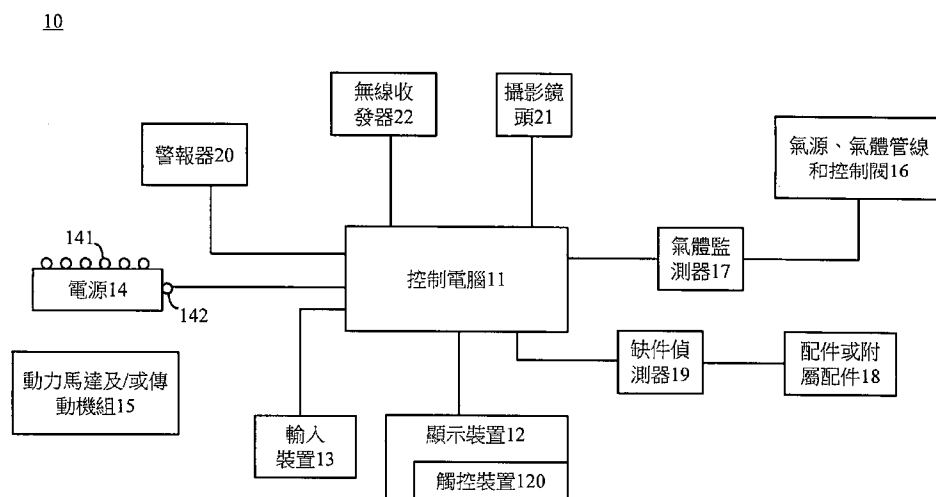 10
無線收
發器22
攝影鏡
頭21
警報器20
氣源、氣體管線
和控制閥16
141
電源14
142
控制電腦11
氣體監
測器17
動力馬達及/或傳
動機組15
缺件偵
測器19
配件或附
屬配件18
輸入
裝置13
顯示裝置12
觸控裝置120